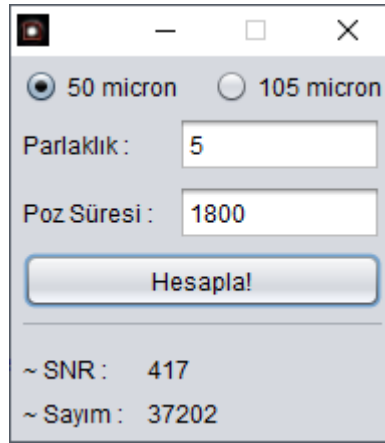 50 micron 105 micron
Parlaklık : 5
Poz Süresi : 1800
Hesapla!
~ SNR : 417
~ Sayım : 37202